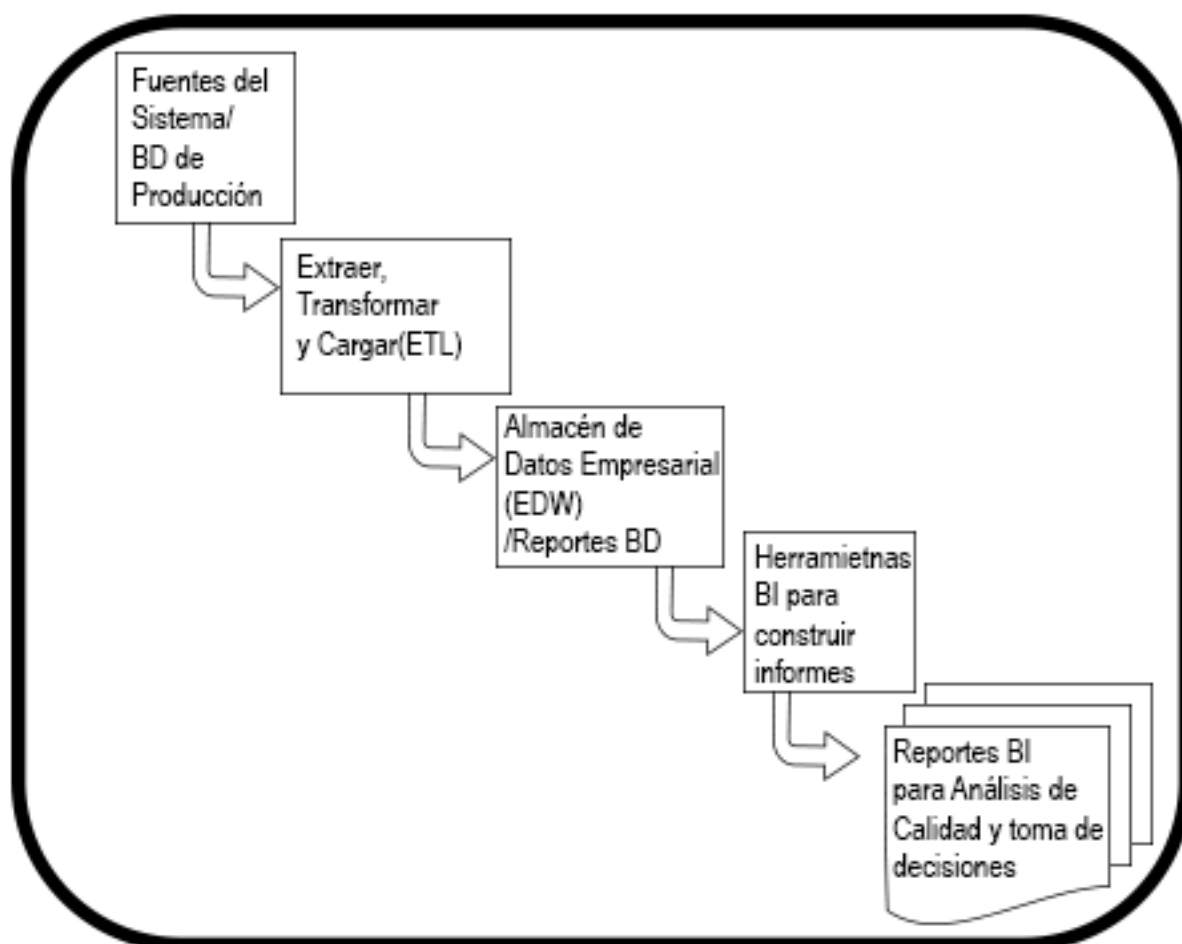 Fuentes del
Sistema/
BD de
Producción
Extraer,
Transformar
y Cargar(ETL)
Almacén de
Datos Empresarial
(EDW)
/Reportes BD
Herramietnas
BI para
construir
informes
Reportes BI
para Análisis de
Calidad y toma de
decisiones